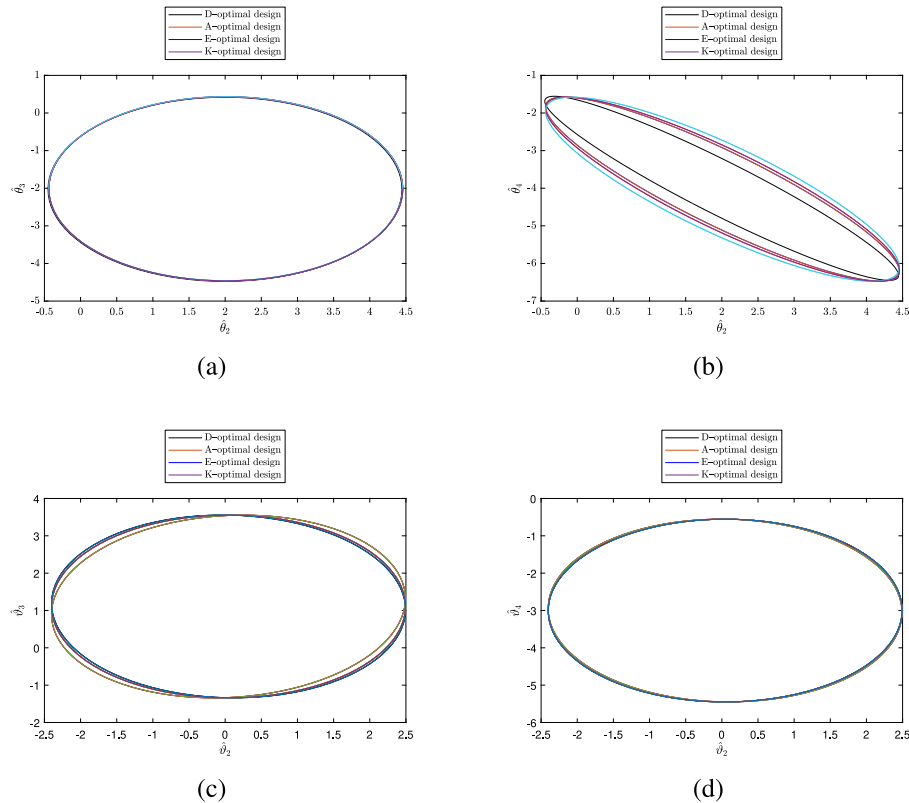 D–optimal design
A–optimal design
E–optimal design
K–optimal design
D–optimal design
A–optimal design
E–optimal design
K–optimal design
1
0
-1
-2
-3
-4
-5
θ̂₃
-0.5 0 0.5 1 1.5 2 2.5 3 3.5 4 4.5
θ̂₂
(a)
-1
-2
-3
-4
-5
-6
-7
θ̂₄
-0.5 0 0.5 1 1.5 2 2.5 3 3.5 4 4.5
θ̂₂
(b)
D–optimal design
A–optimal design
E–optimal design
K–optimal design
D–optimal design
A–optimal design
E–optimal design
K–optimal design
4
3
2
1
0
-1
-2
ϑ̂₃
-2.5 -2 -1.5 -1 -0.5 0 0.5 1 1.5 2 2.5
ϑ̂₂
(c)
0
-1
-2
-3
-4
-5
-6
ϑ̂₄
-2.5 -2 -1.5 -1 -0.5 0 0.5 1 1.5 2 2.5
ϑ̂₂
(d)